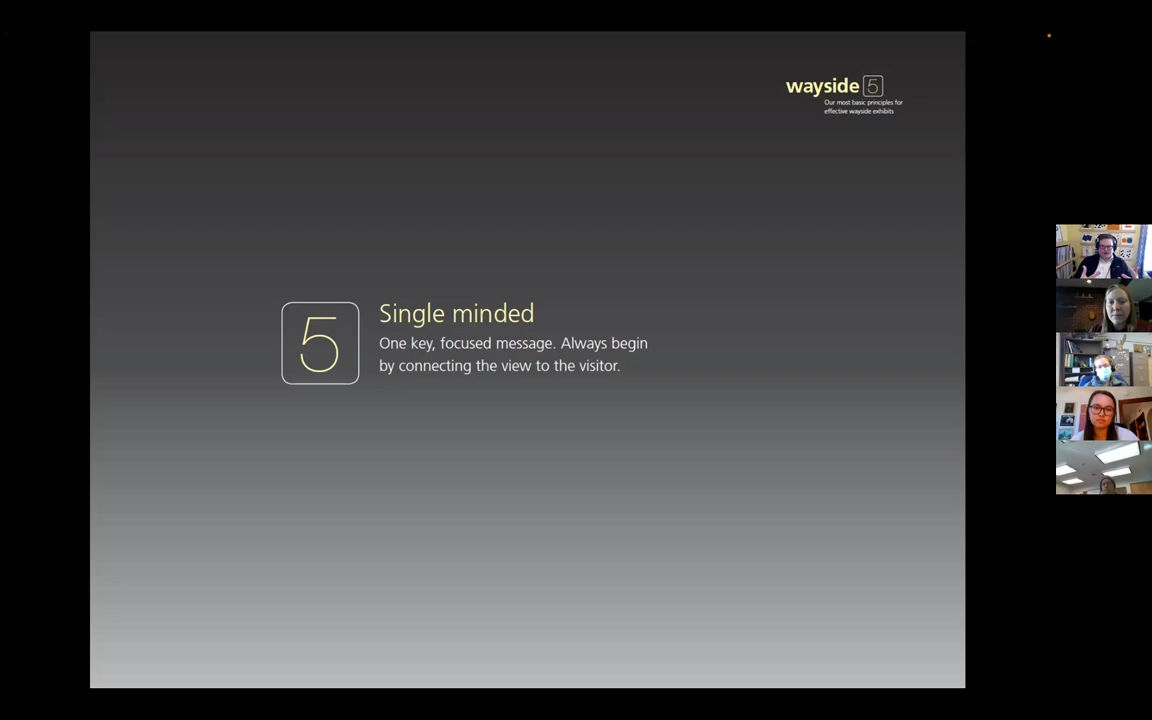 wayside 5
Our most basic principles for
effective wayside exhibits
5
Single minded
One key, focused message. Always begin
by connecting the view to the visitor.